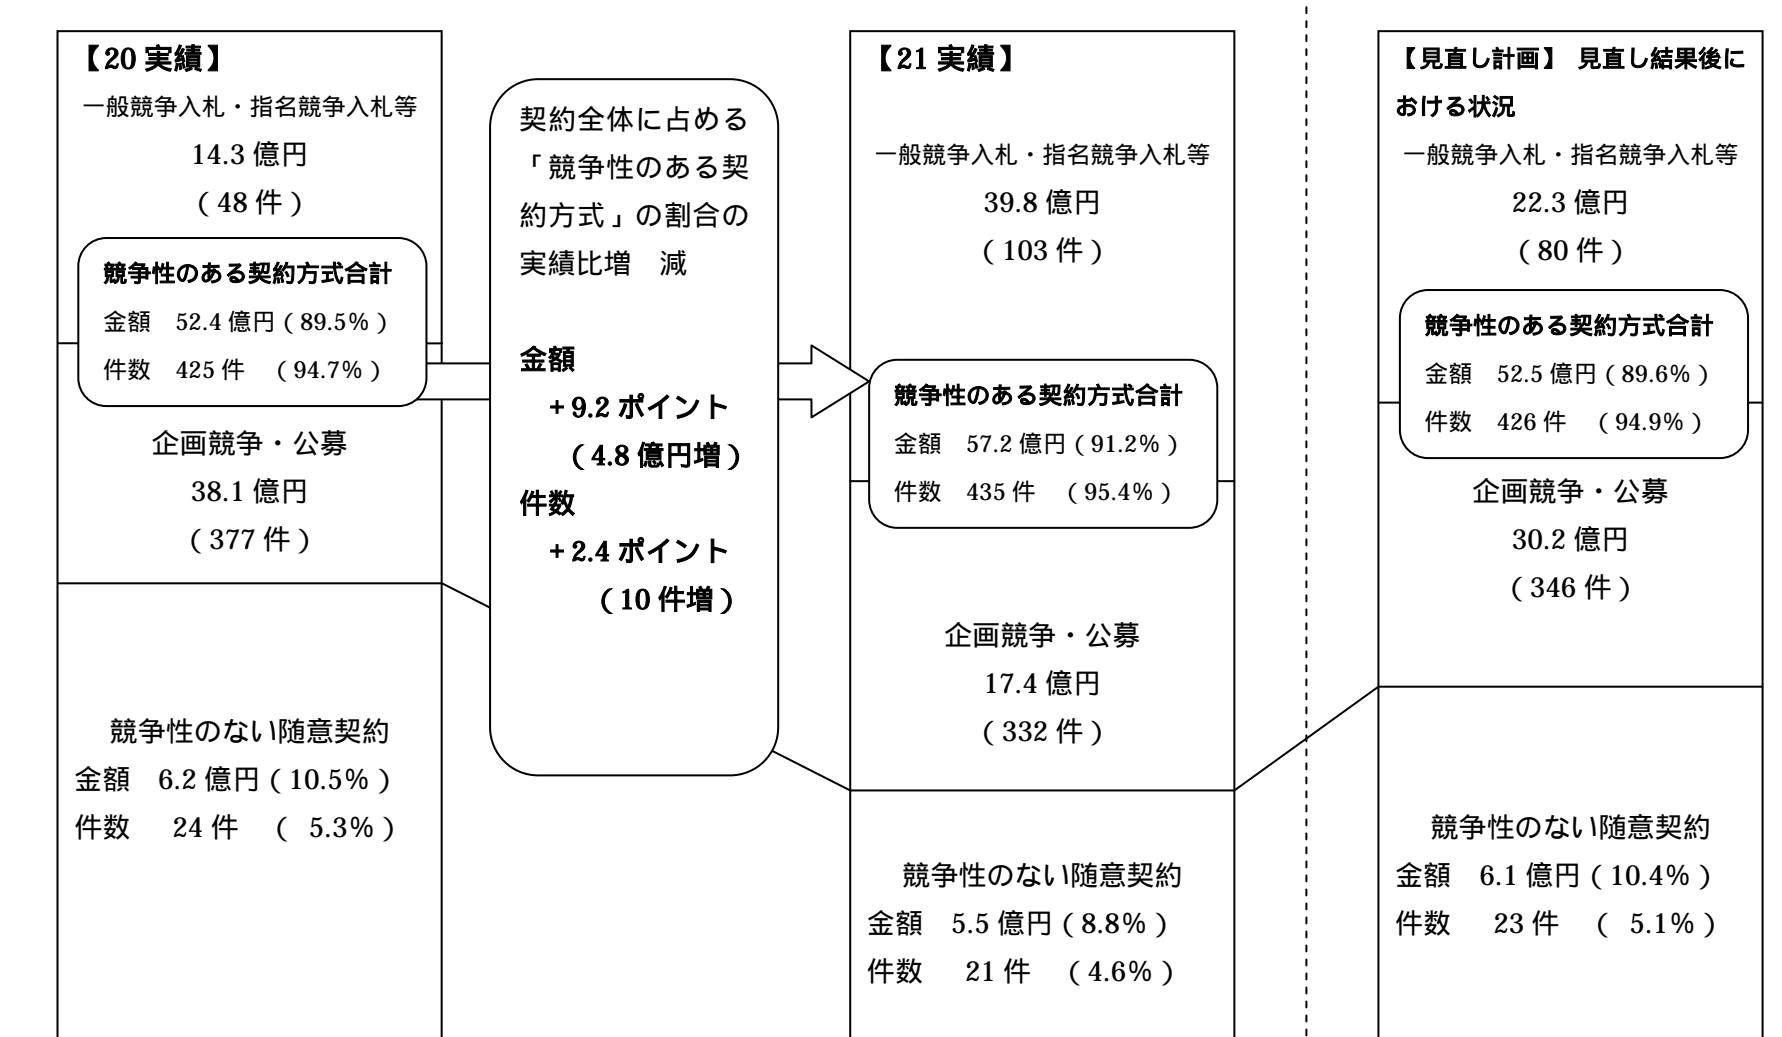 【20 実績】
一般競争入札・指名競争入札等
14.3 億円
(48 件)
競争性のある契約方式合計
金額　52.4 億円(89.5%)
件数　425 件　(94.7%)
企画競争・公募
38.1 億円
(377 件)
競争性のない随意契約
金額　6.2 億円(10.5%)
件数　24 件　( 5.3%)
契約全体に占める
「競争性のある契
約方式」の割合の
実績比増　減
金額
+9.2 ポイント
(4.8 億円増)
件数
+2.4 ポイント
(10 件増)
【21 実績】
一般競争入札・指名競争入札等
39.8 億円
(103 件)
競争性のある契約方式合計
金額　57.2 億円(91.2%)
件数　435 件　(95.4%)
企画競争・公募
17.4 億円
(332 件)
競争性のない随意契約
金額　5.5 億円(8.8%)
件数　21 件　(4.6%)
【見直し計画】 見直し結果後に
おける状況
一般競争入札・指名競争入札等
22.3 億円
(80 件)
競争性のある契約方式合計
金額　52.5 億円(89.6%)
件数　426 件　(94.9%)
企画競争・公募
30.2 億円
(346 件)
競争性のない随意契約
金額　6.1 億円(10.4%)
件数　23 件　( 5.1%)